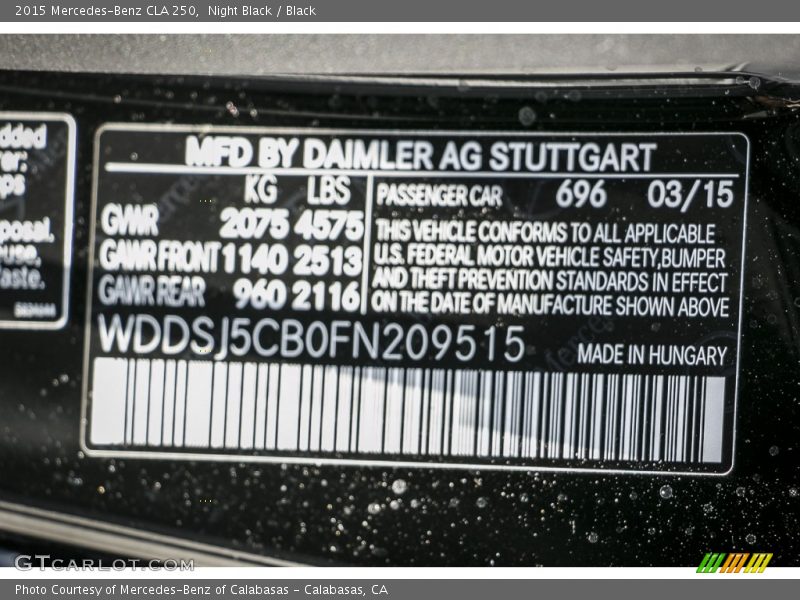 2015 Mercedes-Benz CLA 250,  Night Black / Black
MFD BY DAIMLER AG STUTTGART
KG LBS
GVWR 2075 4575
GAWR FRONT 1140 2513
GAWR REAR 960 2116
PASSENGER CAR 696 03/15
THIS VEHICLE CONFORMS TO ALL APPLICABLE
U.S. FEDERAL MOTOR VEHICLE SAFETY, BUMPER
AND THEFT PREVENTION STANDARDS IN EFFECT
ON THE DATE OF MANUFACTURE SHOWN ABOVE
WDDSJ5CB0FN209515
MADE IN HUNGARY
GTCARLOT.COM
Photo Courtesy of Mercedes-Benz of Calabasas - Calabasas, CA